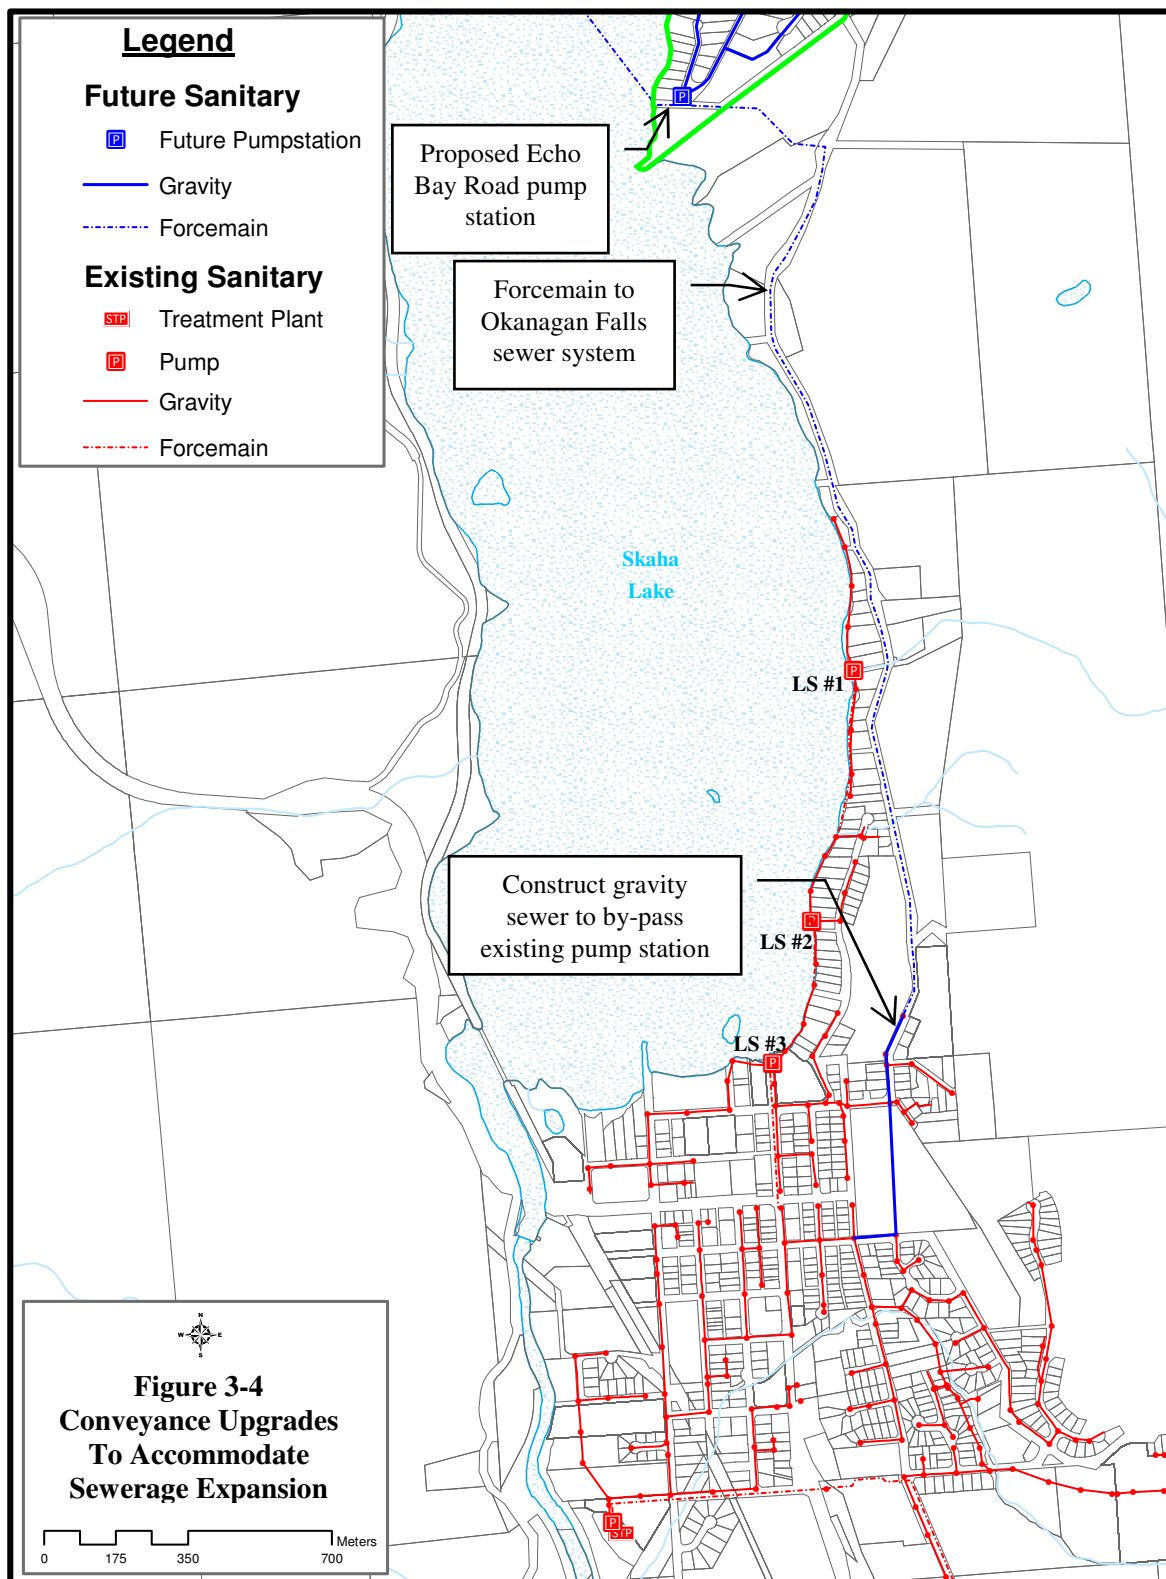 Legend
Future Sanitary
P
Future Pumpstation
Gravity
Forcemain
Existing Sanitary
STP
Treatment Plant
P
Pump
Gravity
Forcemain
P
Proposed Echo
Bay Road pump
station
Forcemain to
Okanagan Falls
sewer system
Skaha
Lake
P
LS #1
Construct gravity
sewer to by-pass
existing pump station
LS #2
LS #3
P
N
W E
S
Figure 3-4
Conveyance Upgrades
To Accommodate
Sewerage Expansion
Meters
0 175 350 700
P
STP